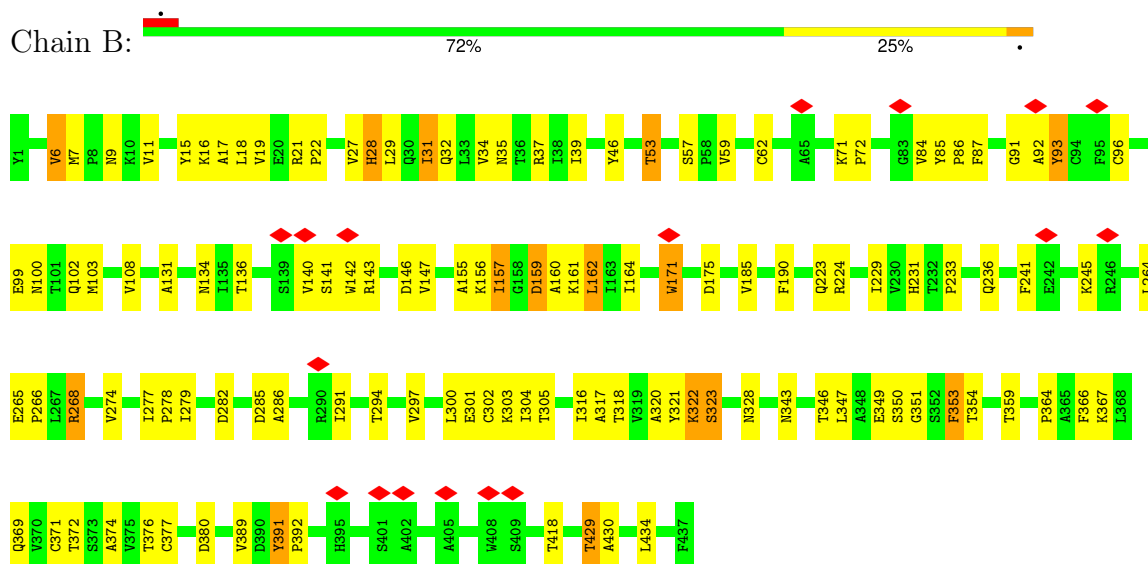 Chain B:
72% 25%
Y1 V6 M7 P8 N9 K10 V11 Y15 K16 A17 L18 V19 E20 R21 P22 V27 H28 L29 Q30 I31 Q32 L33 V34 N35 T36 R37 I38 I39 Y46 T53 S57 P58 V59 C62 A65 K71 P72 G83 V84 Y85 P86 F87 G91 A92 Y93 C94 F95 C96
E99 N100 T101 Q102 M103 V108 A131 N134 I135 T136 S139 V140 S141 W142 R143 D146 V147 A155 K156 I157 G158 D159 A160 K161 L162 I163 I164 W171 D175 V185 F190 Q223 R224 I229 V230 H231 T232 P233 Q236 F241 E242 K245 R246 L264
E265 P266 L267 R268 V274 I277 P278 I279 D282 D285 A286 R290 I291 T294 V297 L300 E301 C302 K303 I304 T305 I316 A317 T318 V319 A320 Y321 K322 S323 N328 N343 T346 L347 A348 E349 S350 G351 S352 F353 T354 T359 P364 A365 F366 K367 L368
Q369 V370 C371 T372 S373 A374 V375 T376 C377 D380 V389 D390 Y391 P392 H395 S401 A402 A405 W408 S409 T418 T429 A430 L434 F437